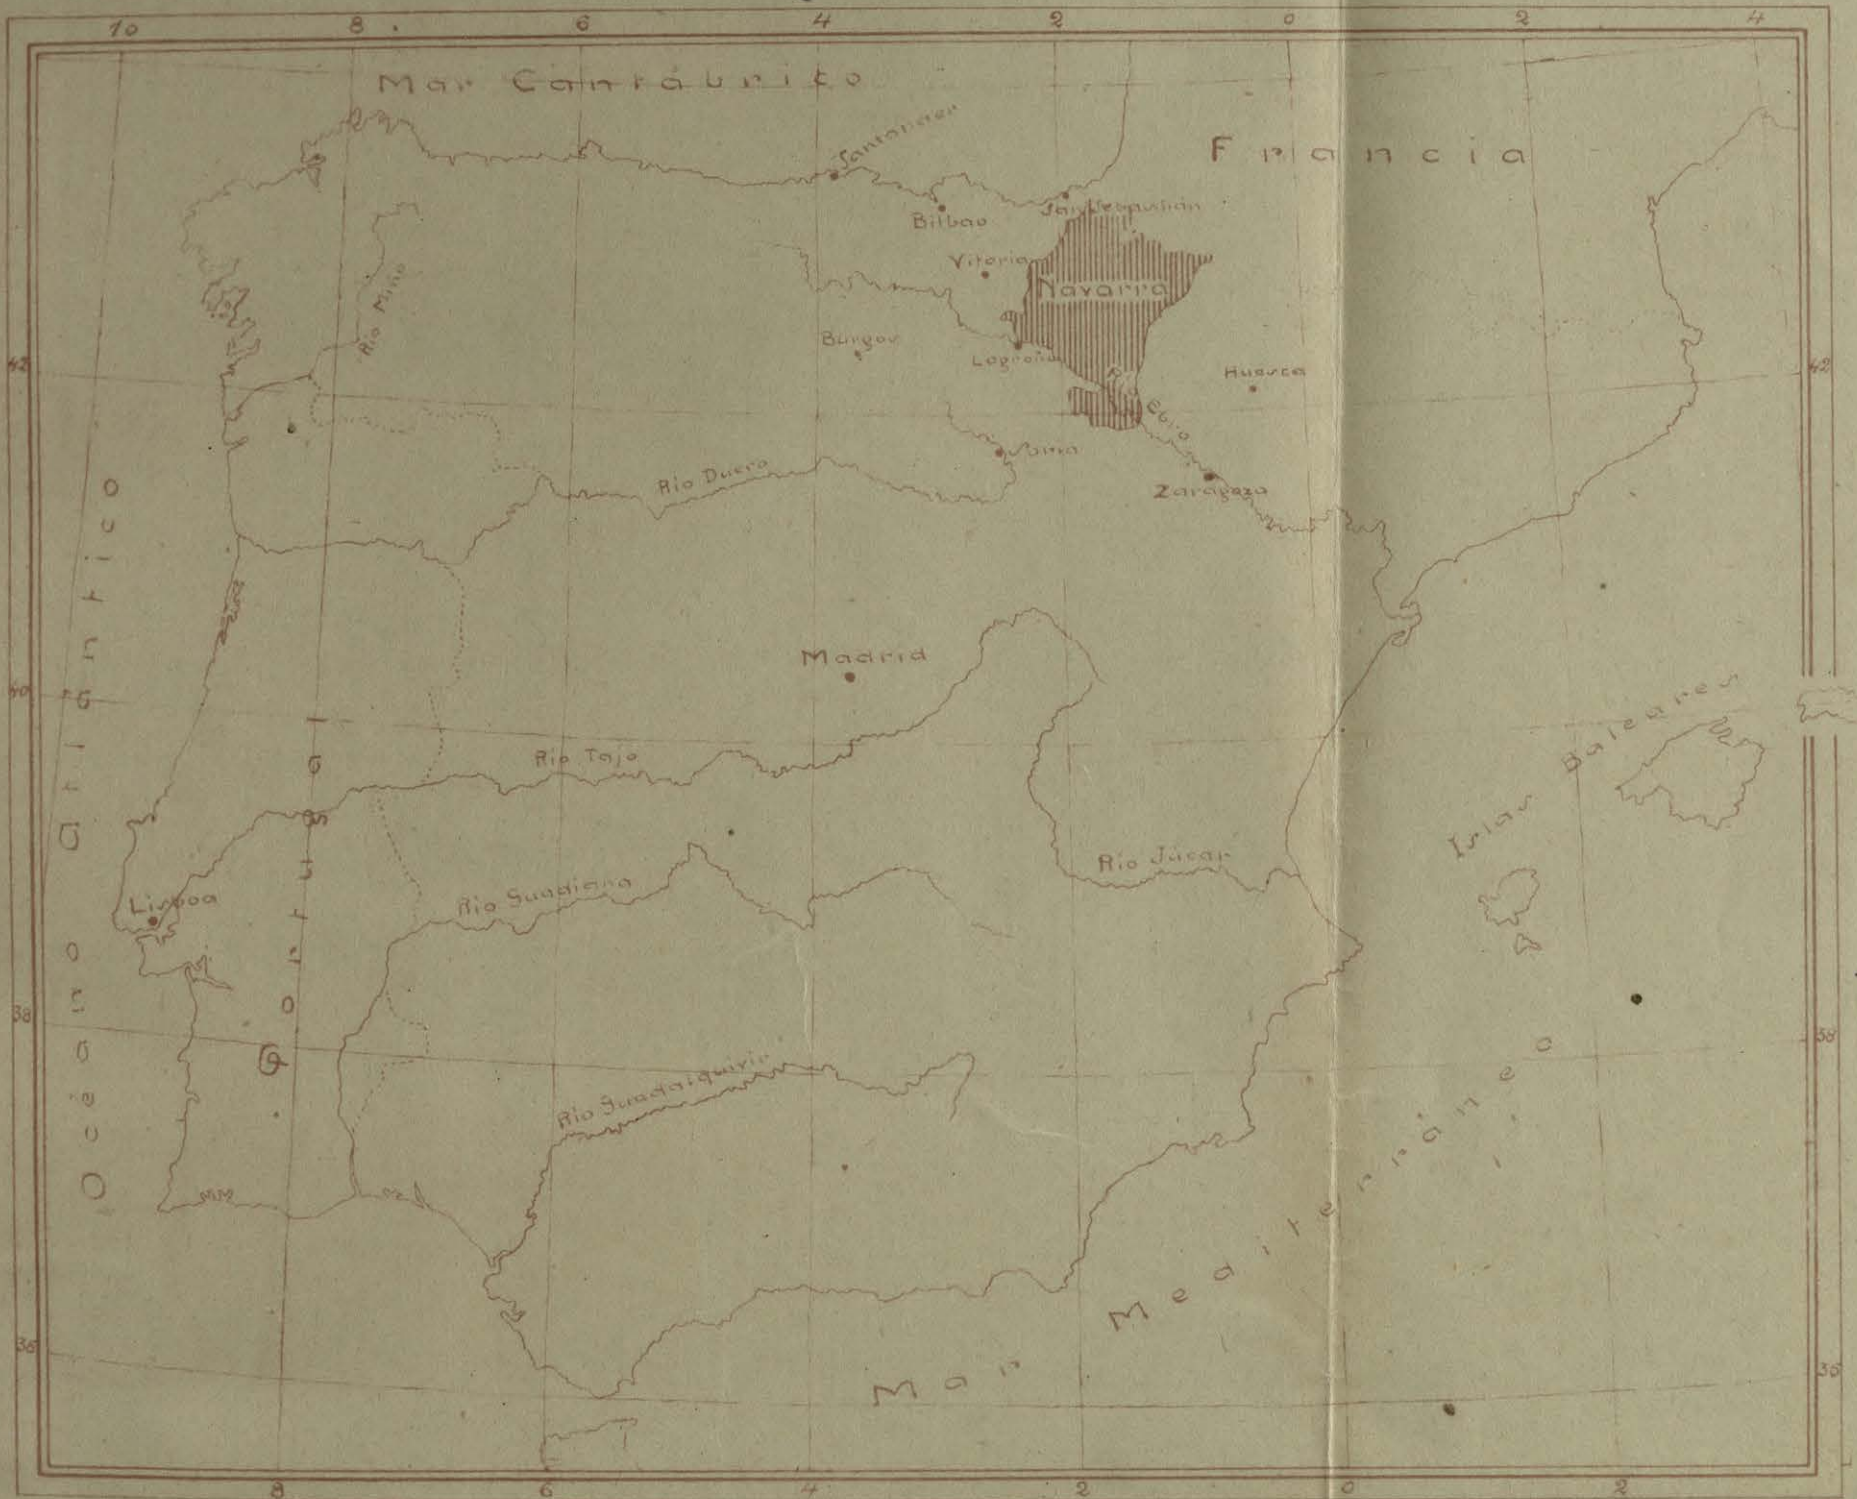 10 8 6 4 2 0 2 4
Mar Cantábrico
Francia
Santander
Bilbao
San Sebastián
Vitoria
Navarra
Río Miño
Burgos
Logroño
Huesca
42
42
Río Ebro
Soria
Río Duero
Zaragoza
Madrid
40
Islas Baleares
Río Tajo
Portugal
Río Júcar
Río Guadiana
Lisboa
Océano Atlántico
38
38
Río Guadalquivir
Mar Mediterráneo
36
36
8 6 4 2 0 2